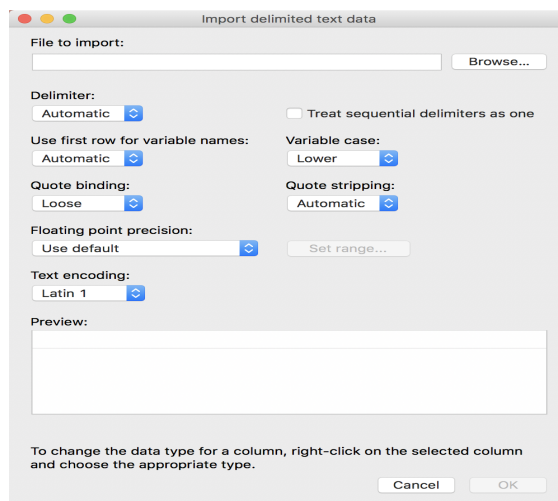 Import delimited text data
File to import:
Browse...
Delimiter:
Automatic
Treat sequential delimiters as one
Use first row for variable names:
Variable case:
Automatic
Lower
Quote binding:
Quote stripping:
Loose
Automatic
Floating point precision:
Use default
Set range...
Text encoding:
Latin 1
Preview:
To change the data type for a column, right-click on the selected column
and choose the appropriate type.
Cancel
OK